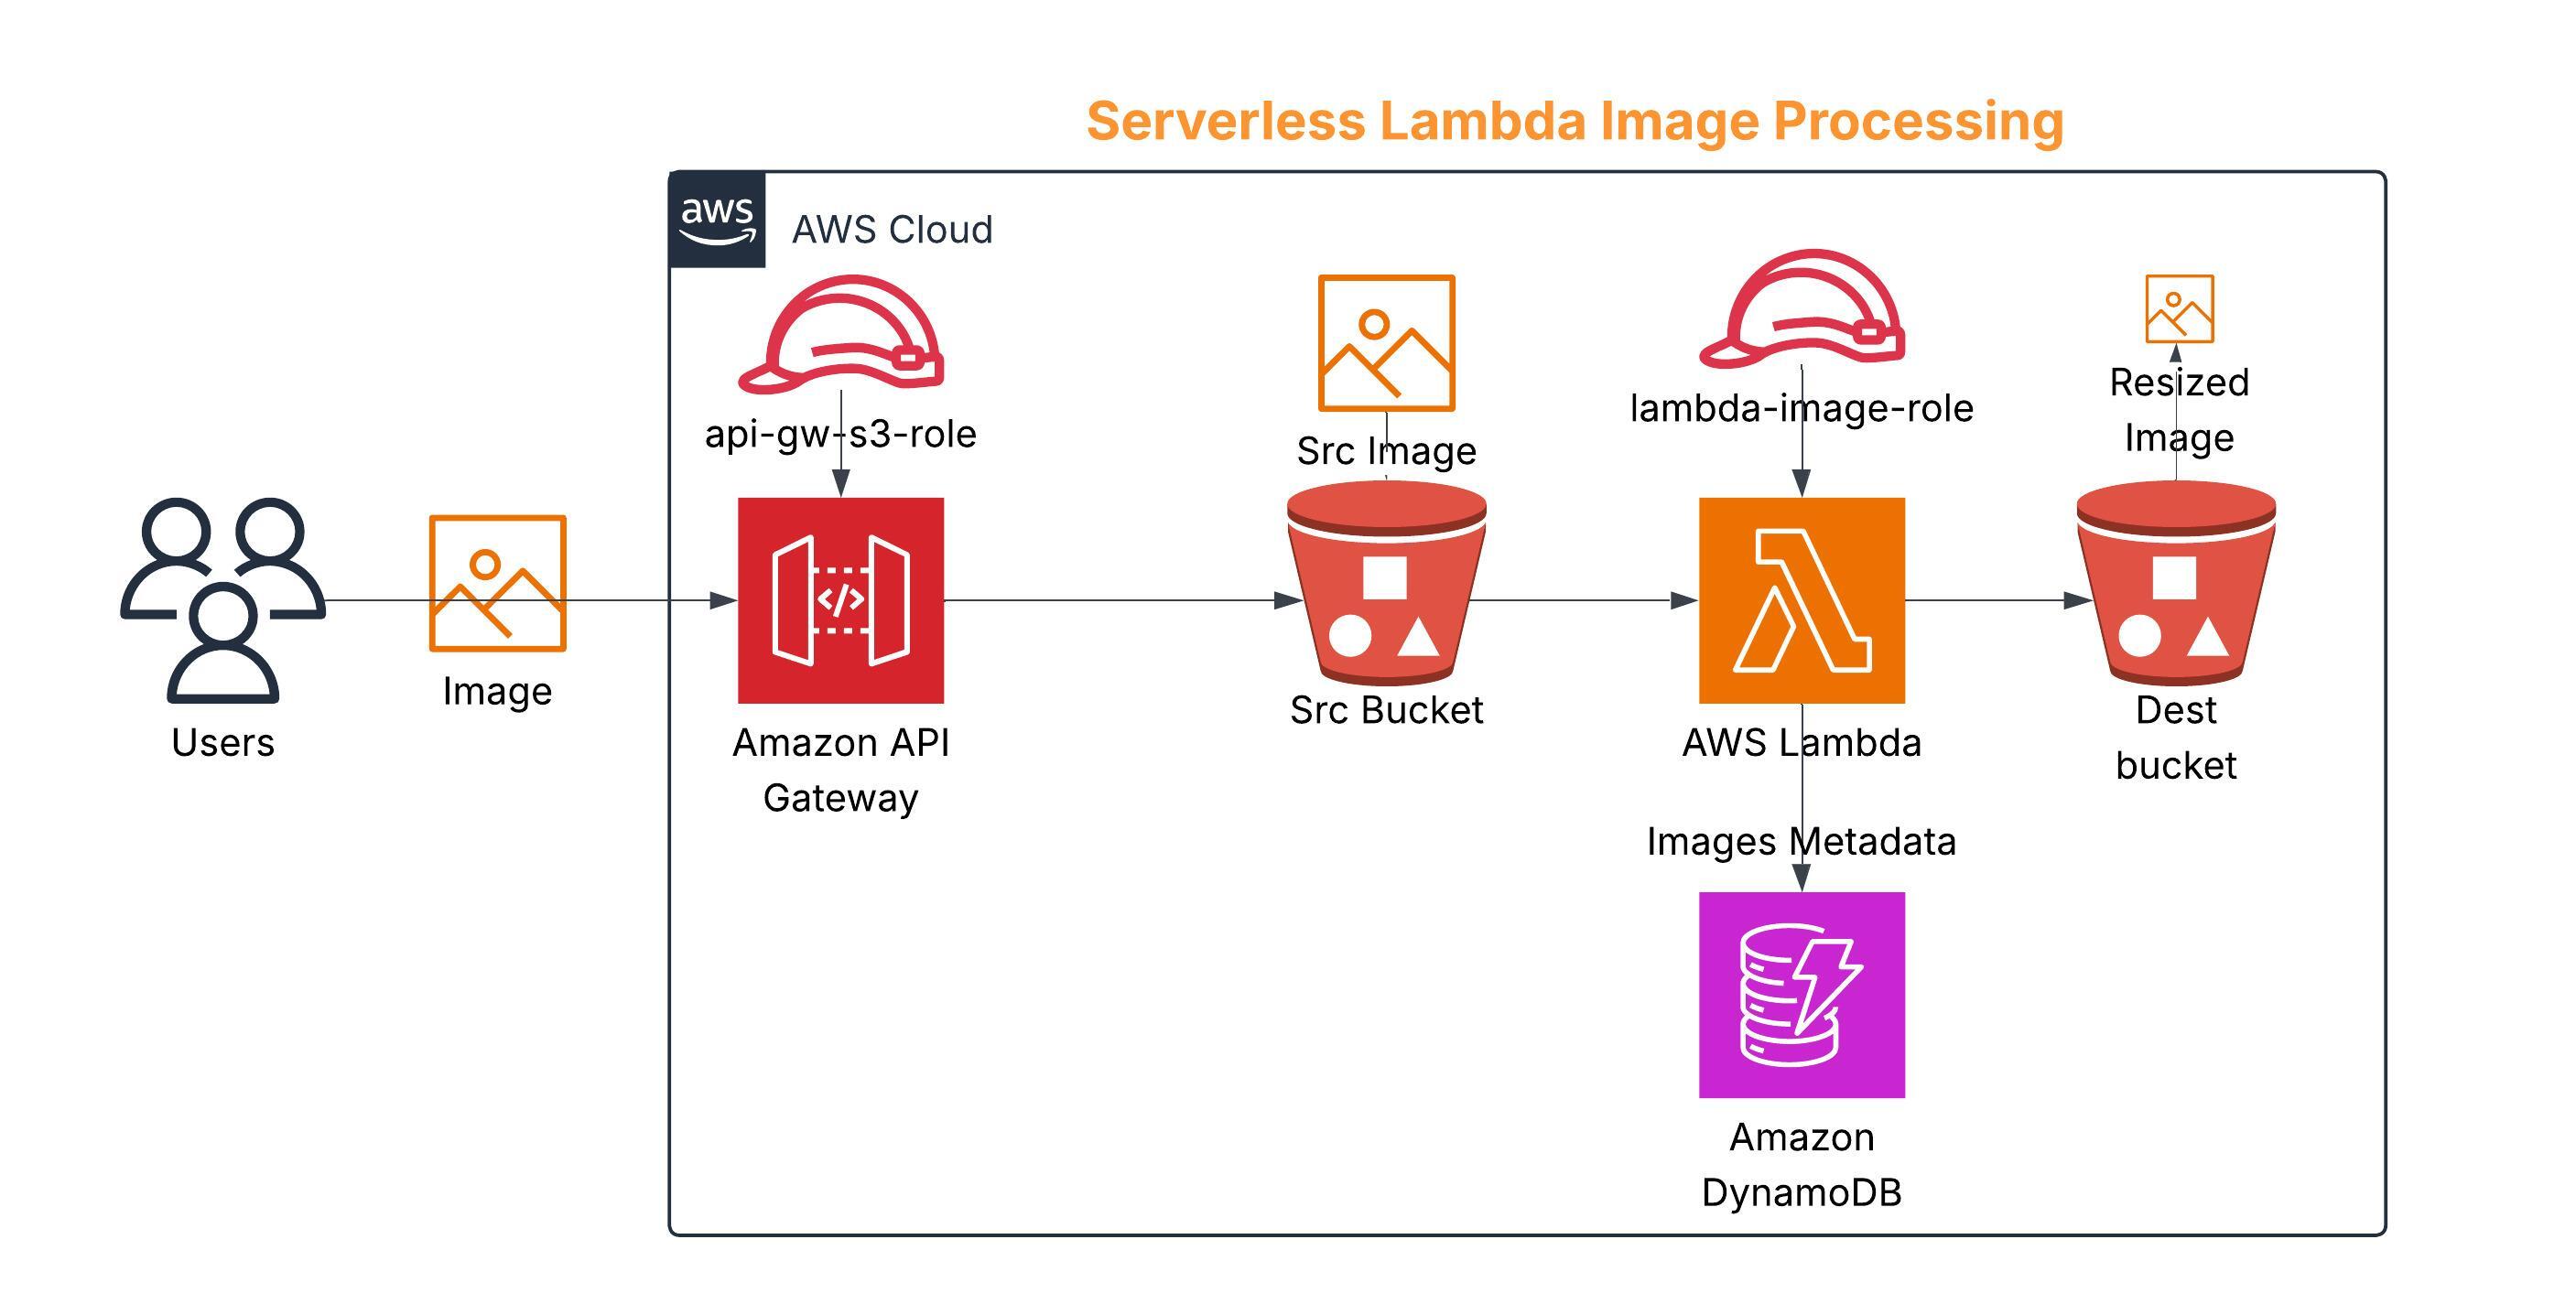 Serverless Lambda Image Processing
aws
AWS Cloud
api-gw-s3-role
Src Image
lambda-image-role
Resized
Image
</>
Users
Image
Amazon API
Gateway
Src Bucket
AWS Lambda
Dest
bucket
Images Metadata
Amazon
DynamoDB